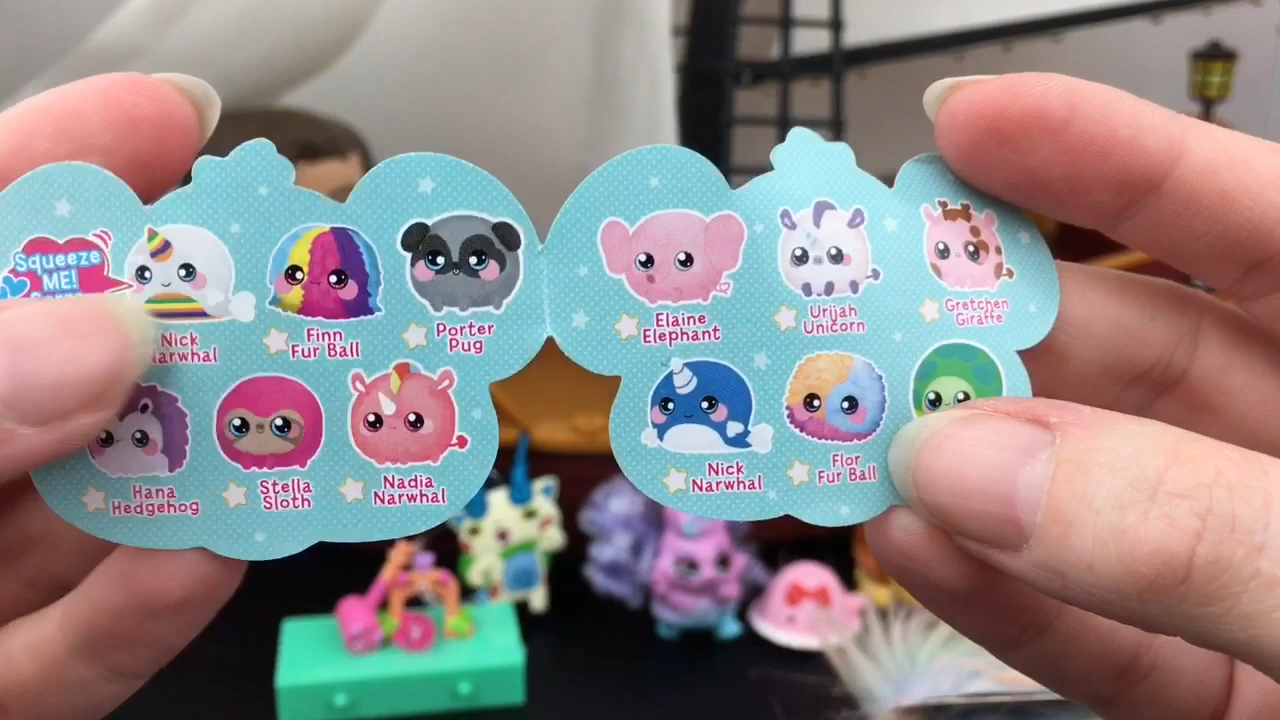 Squeeze
ME!
Nick
Narwhal
Finn
Fur Ball
Porter
Pug
Hana
Hedgehog
Stella
Sloth
Nadia
Narwhal
Elaine
Elephant
Urijah
Unicorn
Gretchen
Giraffe
Nick
Narwhal
Flor
Fur Ball